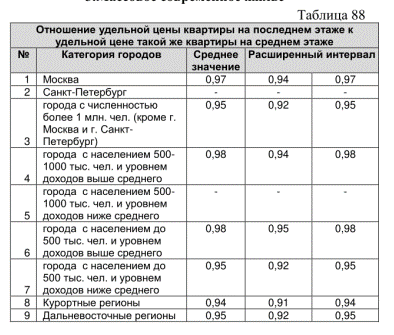 Таблица 88
Отношение удельной цены квартиры на последнем этаже к
удельной цене такой же квартиры на среднем этаже
№ Категория городов Среднее Расширенный интервал
значение
1 Москва 0,97 0,94 0,97
2 Санкт-Петербург - - -
города с численностью 0,95 0,92 0,95
более 1 млн. чел. (кроме г.
Москва и г. Санкт-
3 Петербург)
города с населением 500- 0,98 0,94 0,98
1000 тыс. чел. и уровнем
4 доходов выше среднего
города с населением 500- - - -
1000 тыс. чел. и уровнем
5 доходов ниже среднего
города с населением до 0,98 0,95 0,98
500 тыс. чел. и уровнем
6 доходов выше среднего
города с населением до 0,95 0,92 0,95
500 тыс. чел. и уровнем
7 доходов ниже среднего
8 Курортные регионы 0,94 0,91 0,94
9 Дальневосточные регионы 0,95 0,92 0,95